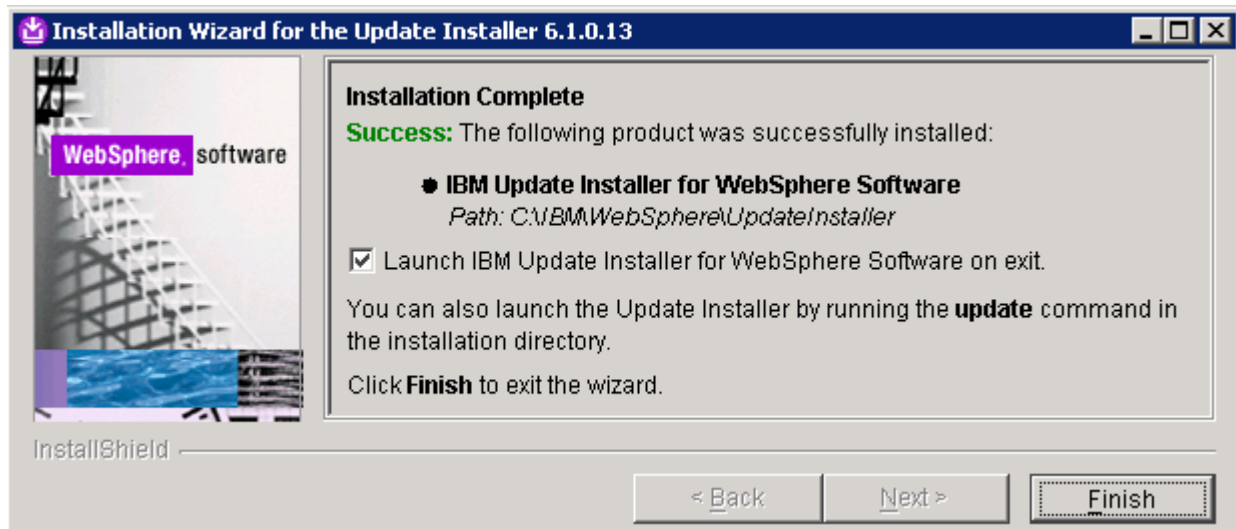 Installation Wizard for the Update Installer 6.1.0.13
WebSphere. software
Installation Complete
Success: The following product was successfully installed:
IBM Update Installer for WebSphere Software
Path: C:\IBM\WebSphere\UpdateInstaller
Launch IBM Update Installer for WebSphere Software on exit.
You can also launch the Update Installer by running the update command in
the installation directory.
Click Finish to exit the wizard.
InstallShield
< Back
Next >
Finish